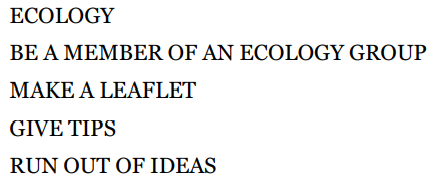 ECOLOGY
BE A MEMBER OF AN ECOLOGY GROUP
MAKE A LEAFLET
GIVE TIPS
RUN OUT OF IDEAS